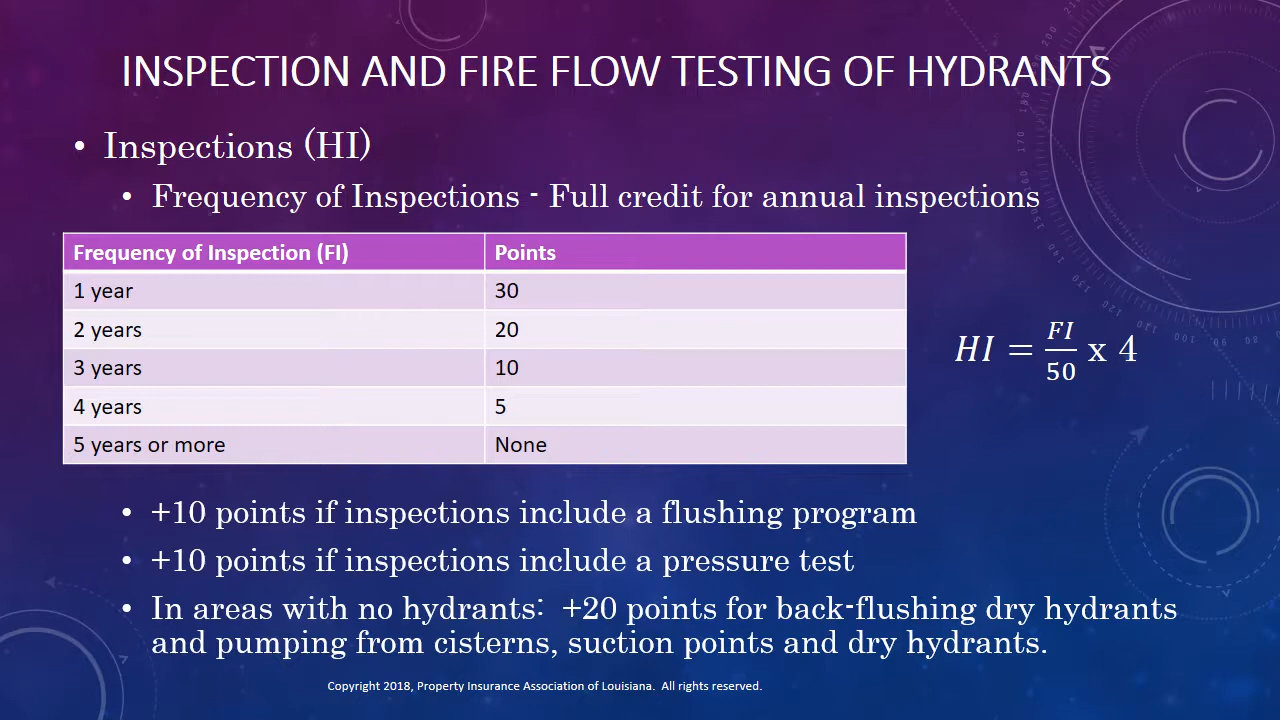 INSPECTION AND FIRE FLOW TESTING OF HYDRANTS
• Inspections (HI)
• Frequency of Inspections - Full credit for annual inspections
Frequency of Inspection (FI) Points
1 year 30
2 years 20
3 years 10
4 years 5
5 years or more None
HI = FI/50 x 4
• +10 points if inspections include a flushing program
• +10 points if inspections include a pressure test
• In areas with no hydrants:  +20 points for back-flushing dry hydrants
and pumping from cisterns, suction points and dry hydrants.
Copyright 2018, Property Insurance Association of Louisiana.  All rights reserved.